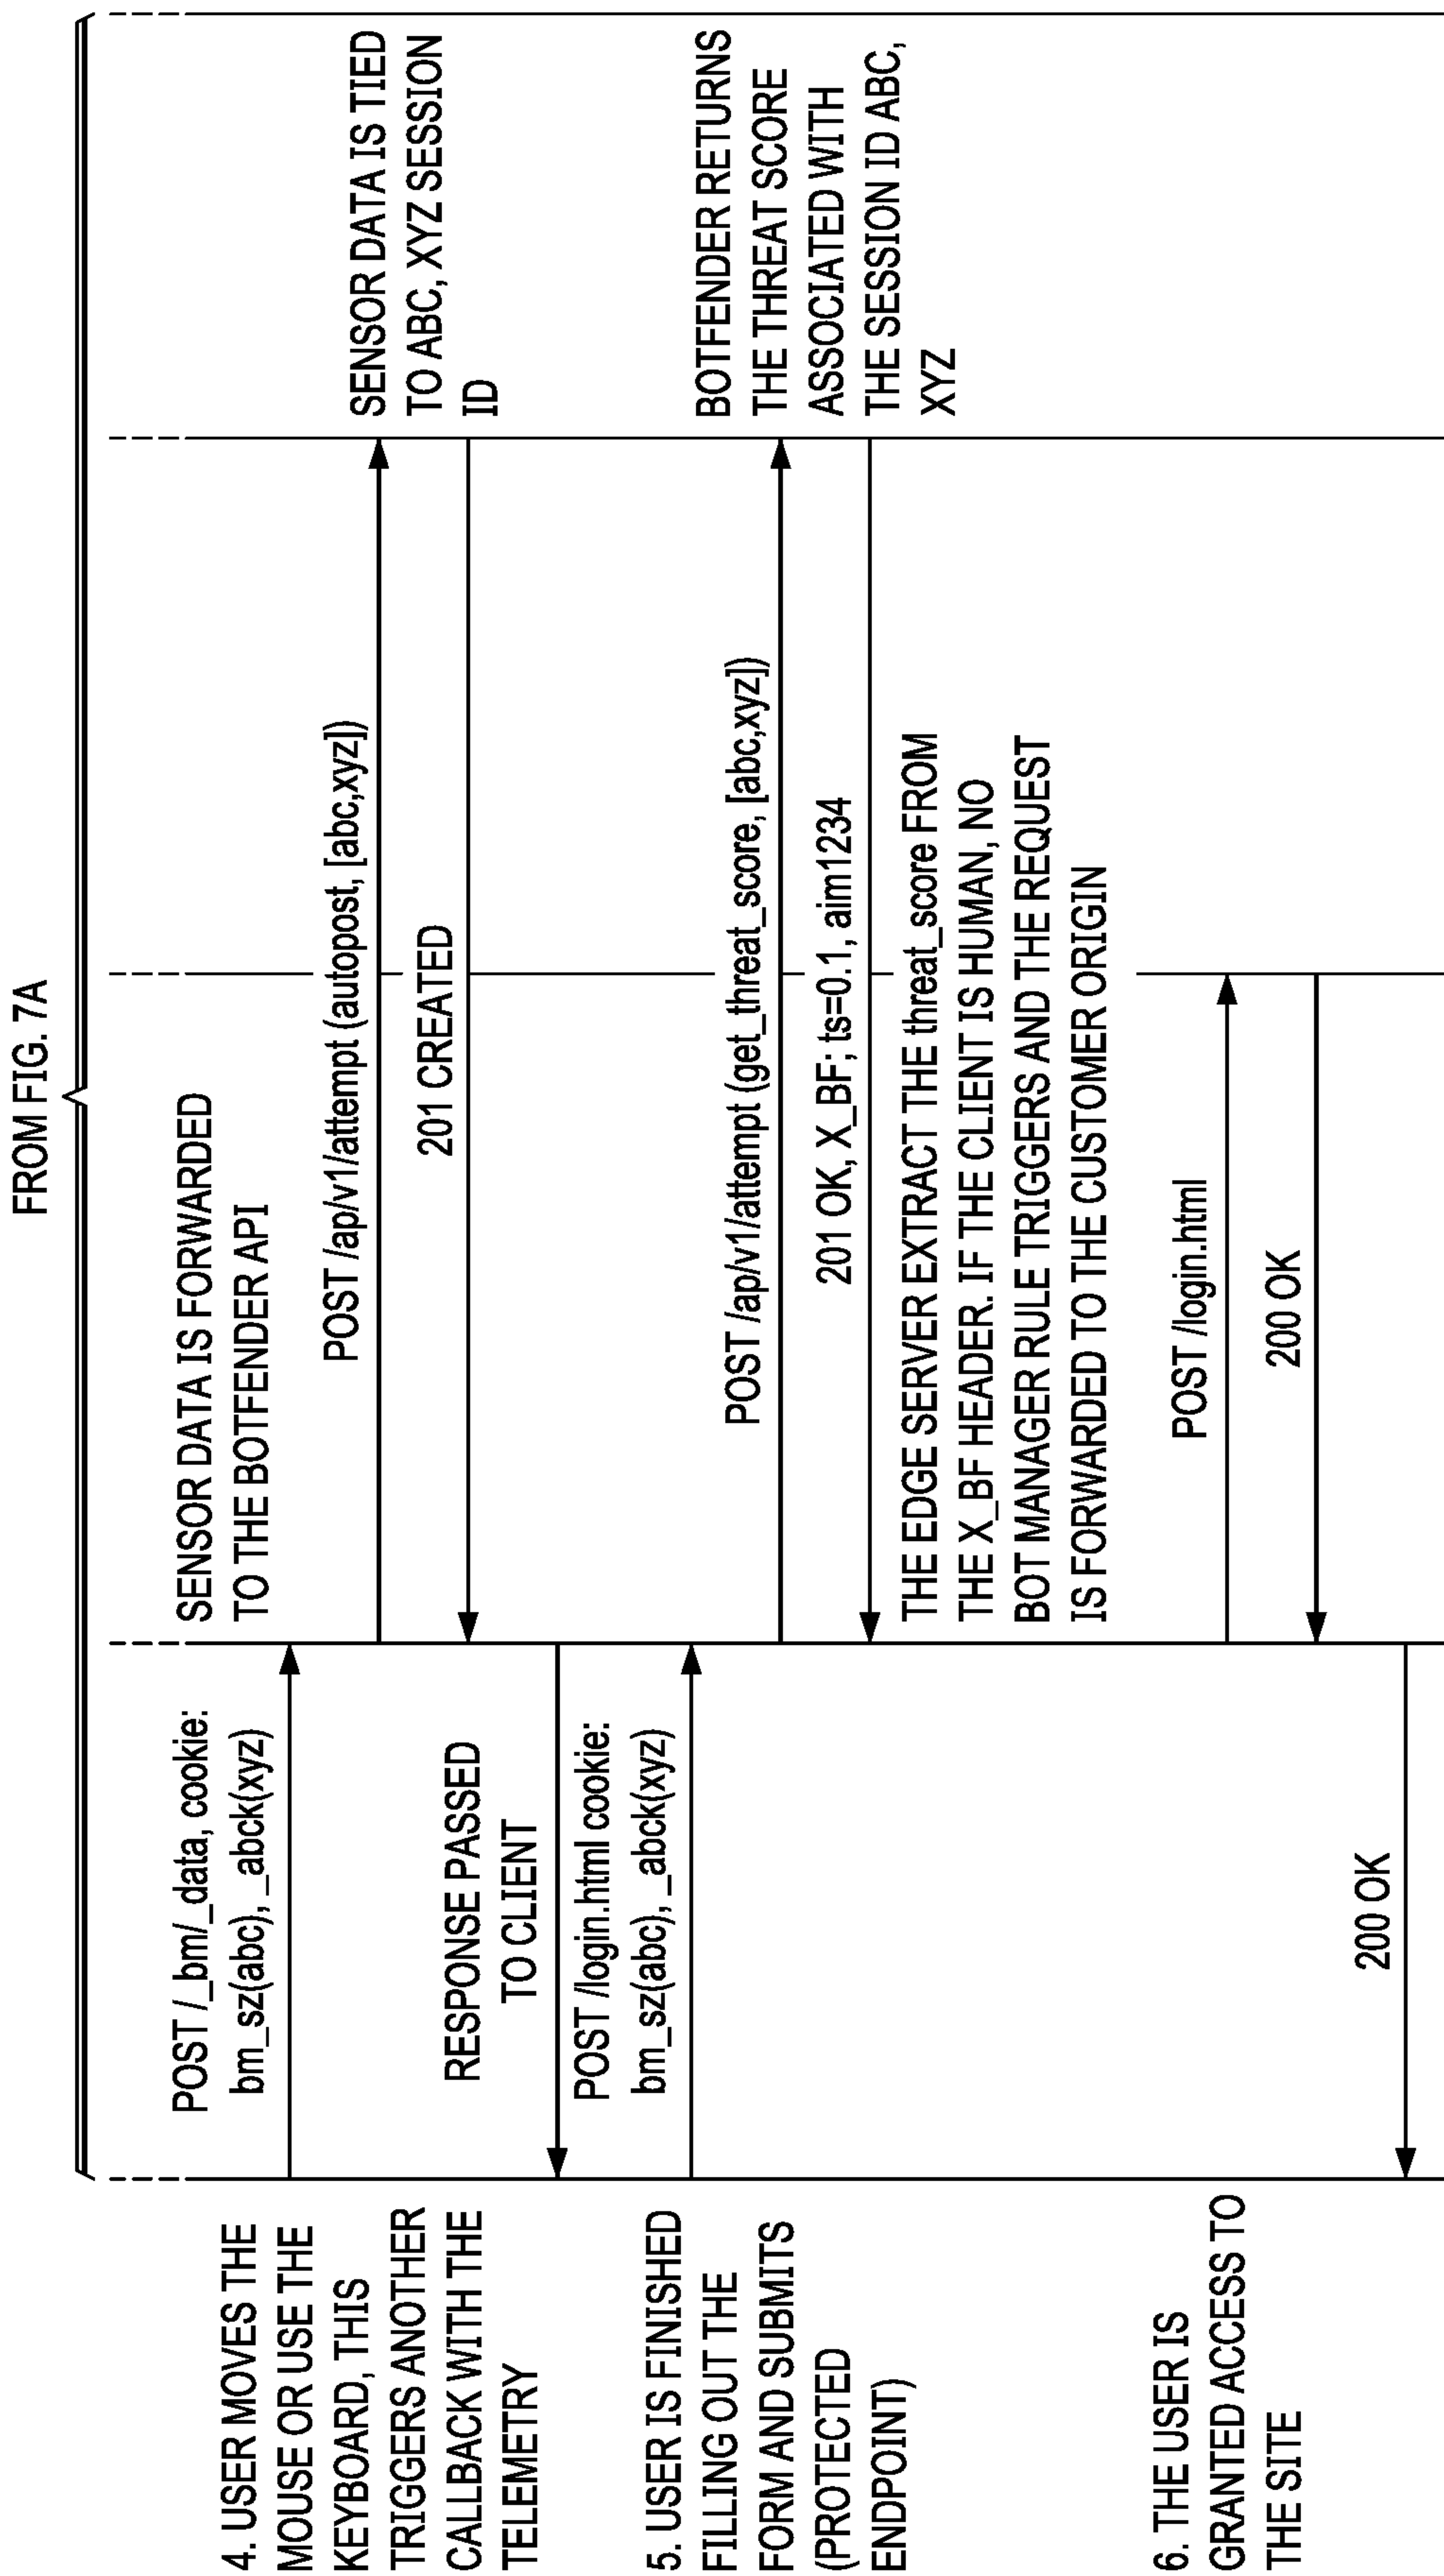 FROM FIG. 7A
4. USER MOVES THE
MOUSE OR USE THE
KEYBOARD, THIS
TRIGGERS ANOTHER
CALLBACK WITH THE
TELEMETRY
POST /_bm/_data, cookie:
bm_sz(abc), _abck(xyz)
SENSOR DATA IS FORWARDED
TO THE BOTFENDER API
POST /ap/v1/attempt (autopost, [abc,xyz])
SENSOR DATA IS TIED
TO ABC, XYZ SESSION
ID
201 CREATED
RESPONSE PASSED
TO CLIENT
5. USER IS FINISHED
FILLING OUT THE
FORM AND SUBMITS
(PROTECTED
ENDPOINT)
POST /login.html cookie:
bm_sz(abc), _abck(xyz)
POST /ap/v1/attempt (get_threat_score, [abc,xyz])
BOTFENDER RETURNS
THE THREAT SCORE
ASSOCIATED WITH
THE SESSION ID ABC,
XYZ
201 OK, X_BF; ts=0.1, aim1234
THE EDGE SERVER EXTRACT THE threat_score FROM
THE X_BF HEADER. IF THE CLIENT IS HUMAN, NO
BOT MANAGER RULE TRIGGERS AND THE REQUEST
IS FORWARDED TO THE CUSTOMER ORIGIN
6. THE USER IS
GRANTED ACCESS TO
THE SITE
POST /login.html
200 OK
200 OK